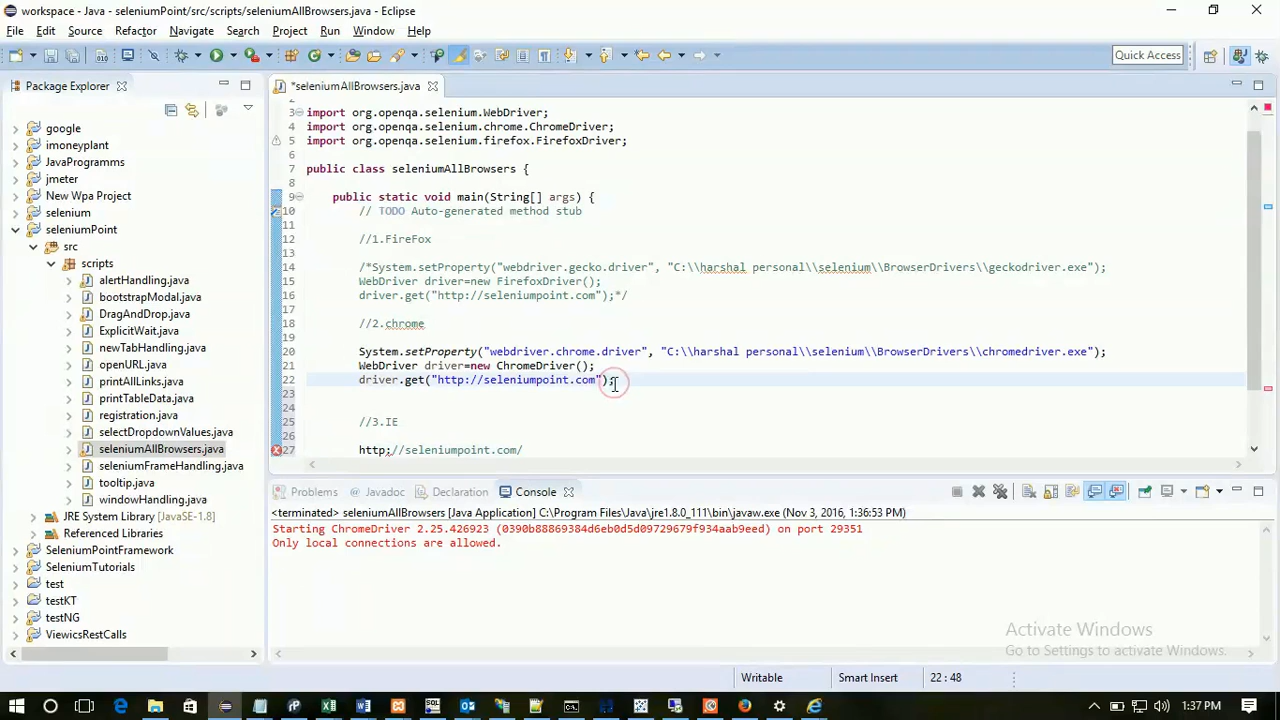 workspace - Java - seleniumPoint/src/scripts/seleniumAllBrowsers.java - Eclipse
File Edit Source Refactor Navigate Search Project Run Window Help
Quick Access
Package Explorer
google
imoneyplant
JavaProgramms
jmeter
New Wpa Project
selenium
seleniumPoint
src
scripts
alertHandling.java
bootstrapModal.java
DragAndDrop.java
ExplicitWait.java
newTabHandling.java
openURL.java
printAllLinks.java
printTableData.java
registration.java
selectDropdownValues.java
seleniumAllBrowsers.java
seleniumFrameHandling.java
tooltip.java
windowHandling.java
JRE System Library [JavaSE-1.8]
Referenced Libraries
SeleniumPointFramework
SeleniumTutorials
test
testKT
testNG
ViewicsRestCalls
*seleniumAllBrowsers.java
2
3 import org.openqa.selenium.WebDriver;
4 import org.openqa.selenium.chrome.ChromeDriver;
5 import org.openqa.selenium.firefox.FirefoxDriver;
6
7 public class seleniumAllBrowsers {
8
9 public static void main(String[] args) {
10 // TODO Auto-generated method stub
11
12 //1.FireFox
13
14 /*System.setProperty("webdriver.gecko.driver", "C:\\harshal personal\\selenium\\BrowserDrivers\\geckodriver.exe");
15 WebDriver driver=new FirefoxDriver();
16 driver.get("http://seleniumpoint.com");*/
17
18 //2.chrome
19
20 System.setProperty("webdriver.chrome.driver", "C:\\harshal personal\\selenium\\BrowserDrivers\\chromedriver.exe");
21 WebDriver driver=new ChromeDriver();
22 driver.get("http://seleniumpoint.com");
23
24
25 //3.IE
26
27 http://seleniumpoint.com/
Problems Javadoc Declaration Console
<terminated> seleniumAllBrowsers [Java Application] C:\Program Files\Java\jre1.8.0_111\bin\javaw.exe (Nov 3, 2016, 1:36:53 PM)
Starting ChromeDriver 2.25.426923 (0390b88869384d6eb0d5d09729679f934aab9eed) on port 29351
Only local connections are allowed.
Activate Windows
Go to Settings to activate Windows.
Writable Smart Insert 22 : 48
1:37 PM